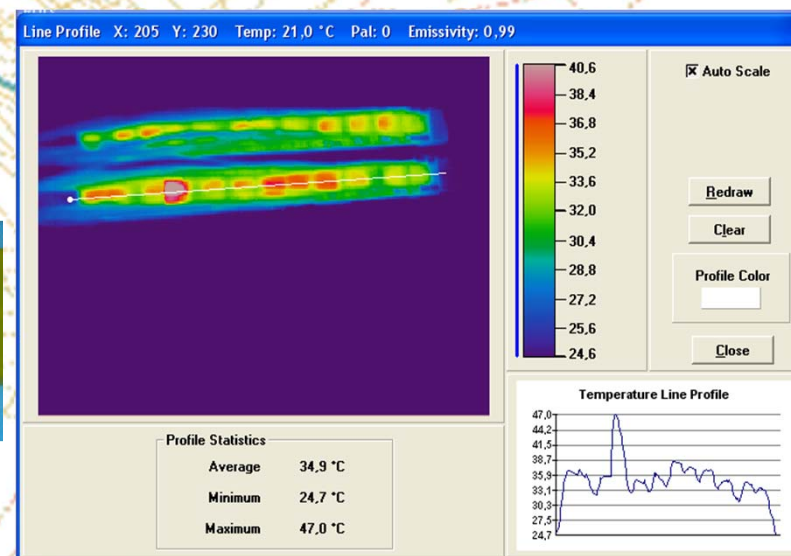 Line Profile X: 205 Y: 230 Temp: 21,0 °C Pal: 0 Emissivity: 0,99
40,6
38,4
36,8
35,2
33,6
32,0
30,4
28,8
27,2
25,6
24,6
Auto Scale
Redraw
Clear
Profile Color
Close
Profile Statistics
Average 34,9 °C
Minimum 24,7 °C
Maximum 47,0 °C
Temperature Line Profile
47,0
44,2
41,5
38,7
35,9
33,1
30,3
27,5
24,7